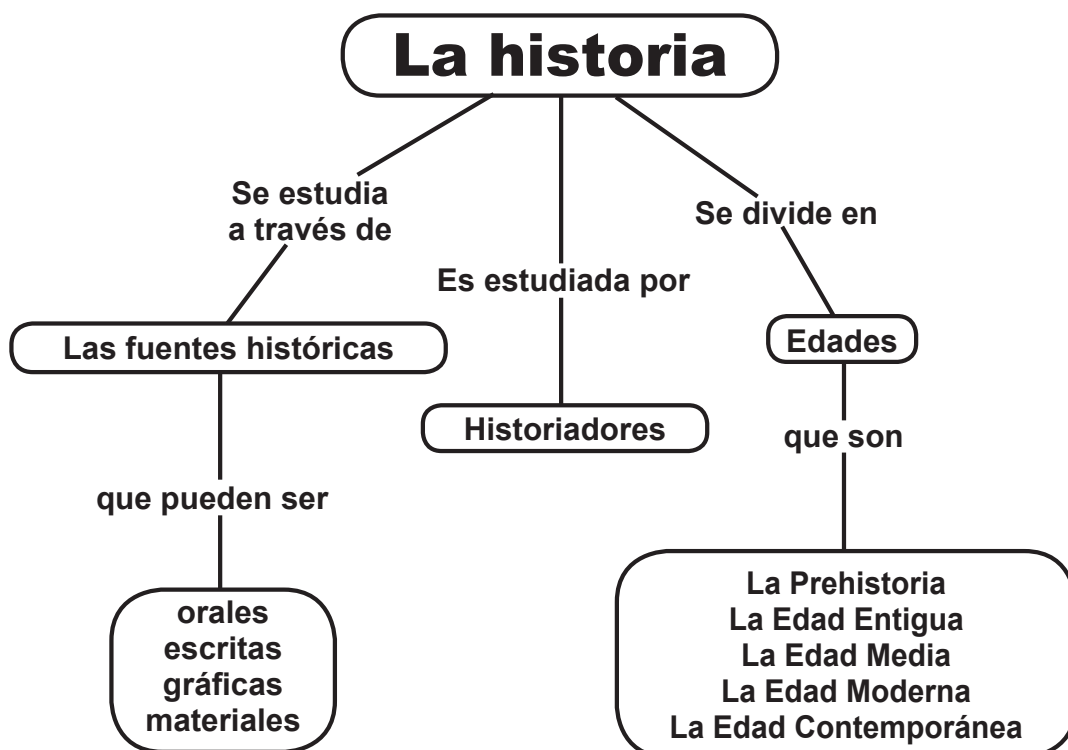 La historia
Se estudia
a través de
Las fuentes históricas
que pueden ser
orales
escritas
gráficas
materiales
Es estudiada por
Historiadores
Se divide en
Edades
que son
La Prehistoria
La Edad Entigua
La Edad Media
La Edad Moderna
La Edad Contemporánea